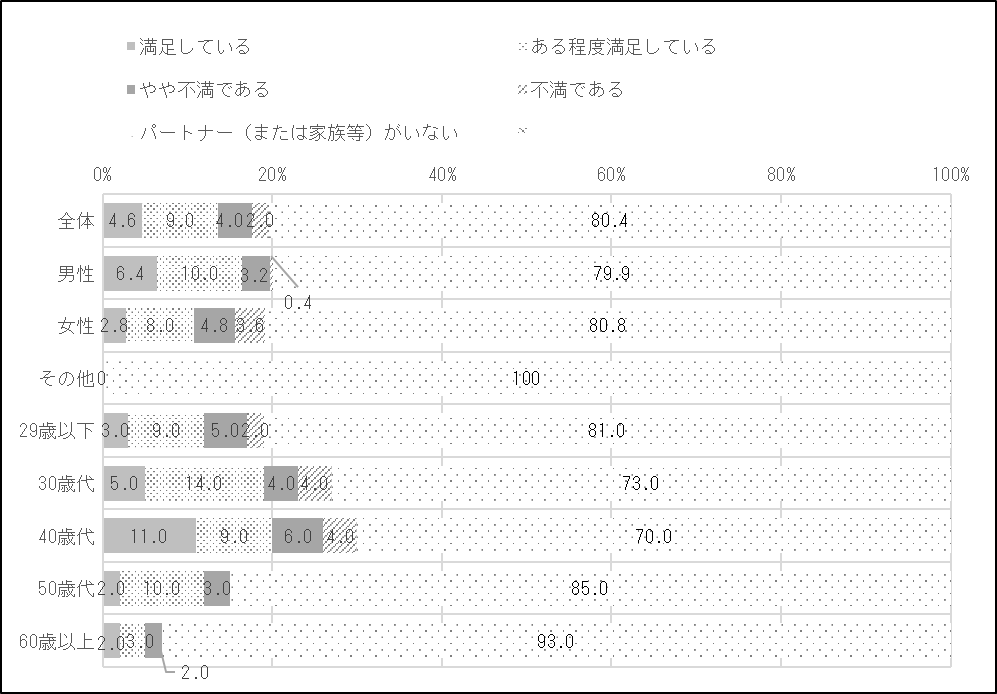 満足している ある程度満足している
やや不満である 不満である
パートナー（または家族等）がいない
0% 20% 40% 60% 80% 100%
全体 4.6 9.0 4.0 2.0 80.4
男性 6.4 10.0 3.2 79.9
0.4
女性 2.8 8.0 4.8 3.6 80.8
その他 0 100
29歳以下 3.0 9.0 5.0 2.0 81.0
30歳代 5.0 14.0 4.0 4.0 73.0
40歳代 11.0 9.0 6.0 4.0 70.0
50歳代 2.0 10.0 3.0 85.0
60歳以上 2.0 3.0 93.0
2.0